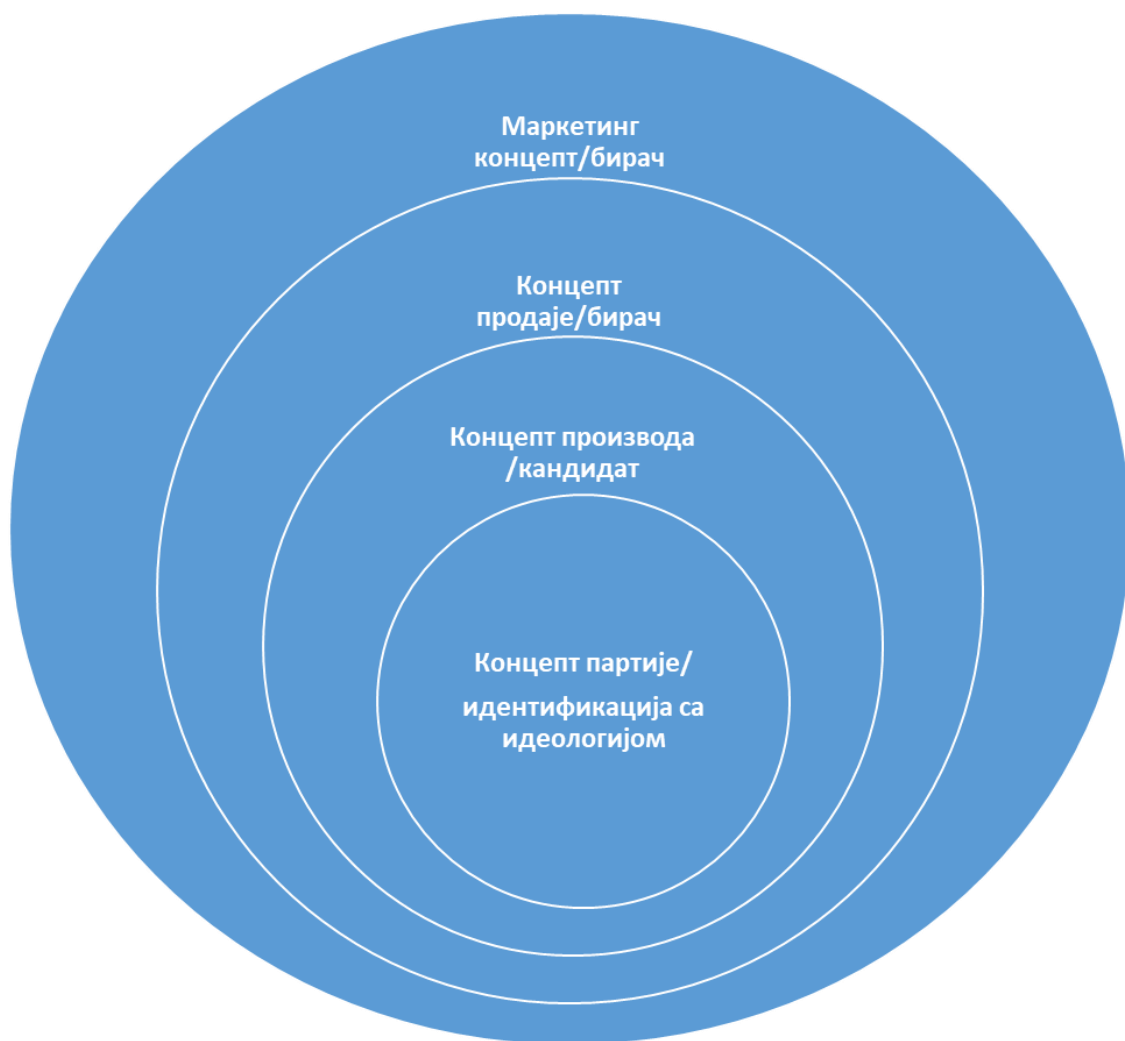 Маркетинг
концепт/бирач
Концепт
продаје/бирач
Концепт производа
/кандидат
Концепт партије/
идентификација са
идеологијом